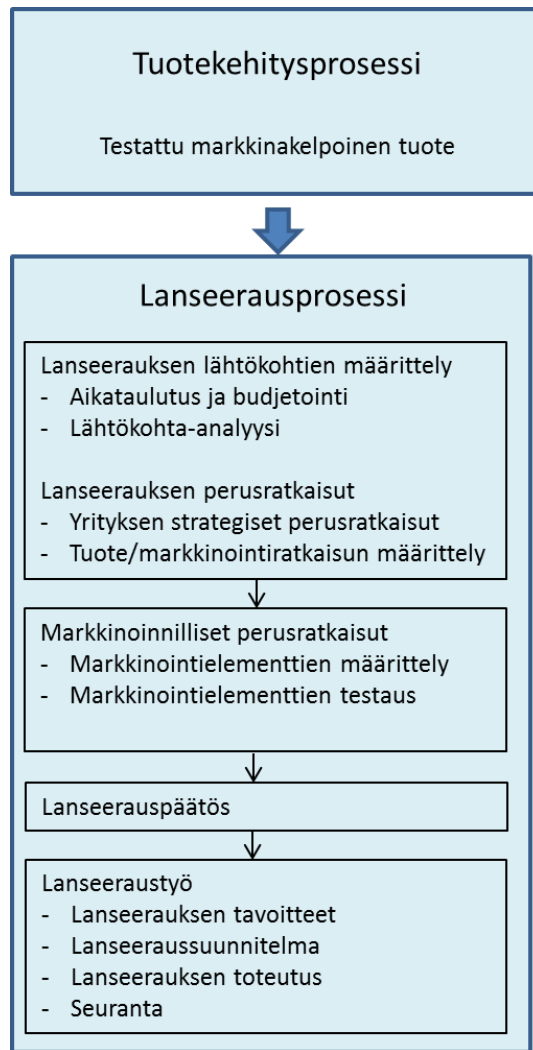 Tuotekehitysprosessi
Testattu markkinakelpoinen tuote
Lanseerausprosessi
Lanseerauksen lähtökohtien määrittely
- Aikataulutus ja budjetointi
- Lähtökohta-analyysi
Lanseerauksen perusratkaisut
- Yrityksen strategiset perusratkaisut
- Tuote/markkinointiratkaisun määrittely
Markkinoinnilliset perusratkaisut
- Markkinointielementtien määrittely
- Markkinointielementtien testaus
Lanseerauspäätös
Lanseeraustyö
- Lanseerauksen tavoitteet
- Lanseeraussuunnitelma
- Lanseerauksen toteutus
- Seuranta